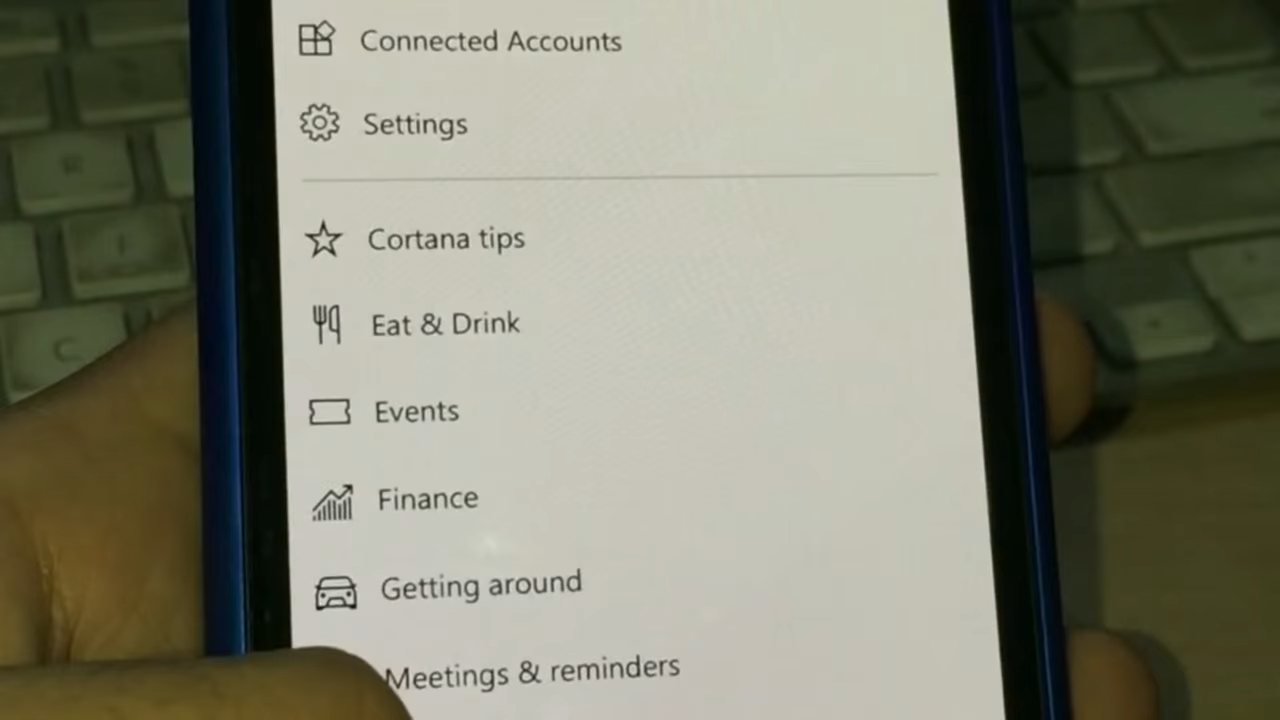 Connected Accounts
Settings
Cortana tips
Eat & Drink
Events
Finance
Getting around
Meetings & reminders